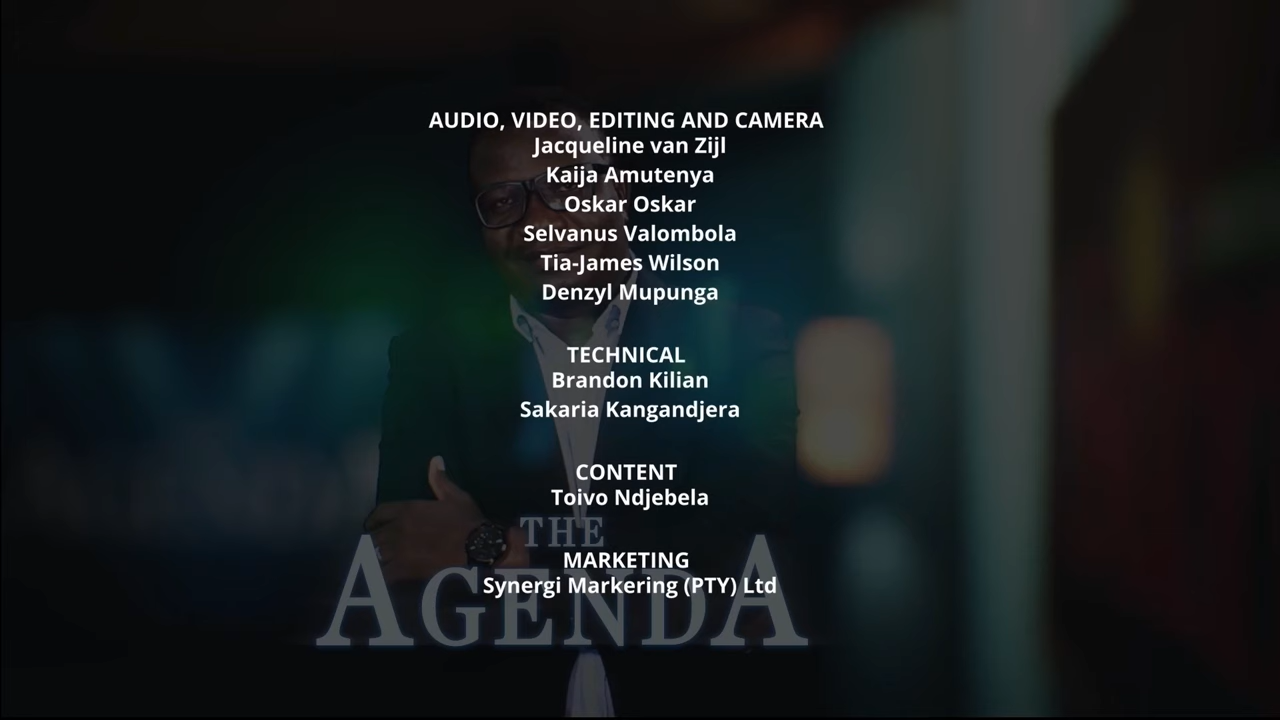 AUDIO, VIDEO, EDITING AND CAMERA
Jacqueline van Zijl
Kaija Amutenya
Oskar Oskar
Selvanus Valombola
Tia-James Wilson
Denzyl Mupunga
TECHNICAL
Brandon Kilian
Sakaria Kangandjera
CONTENT
Toivo Ndjebela
THE
AGENDA
MARKETING
Synergi Markering (PTY) Ltd